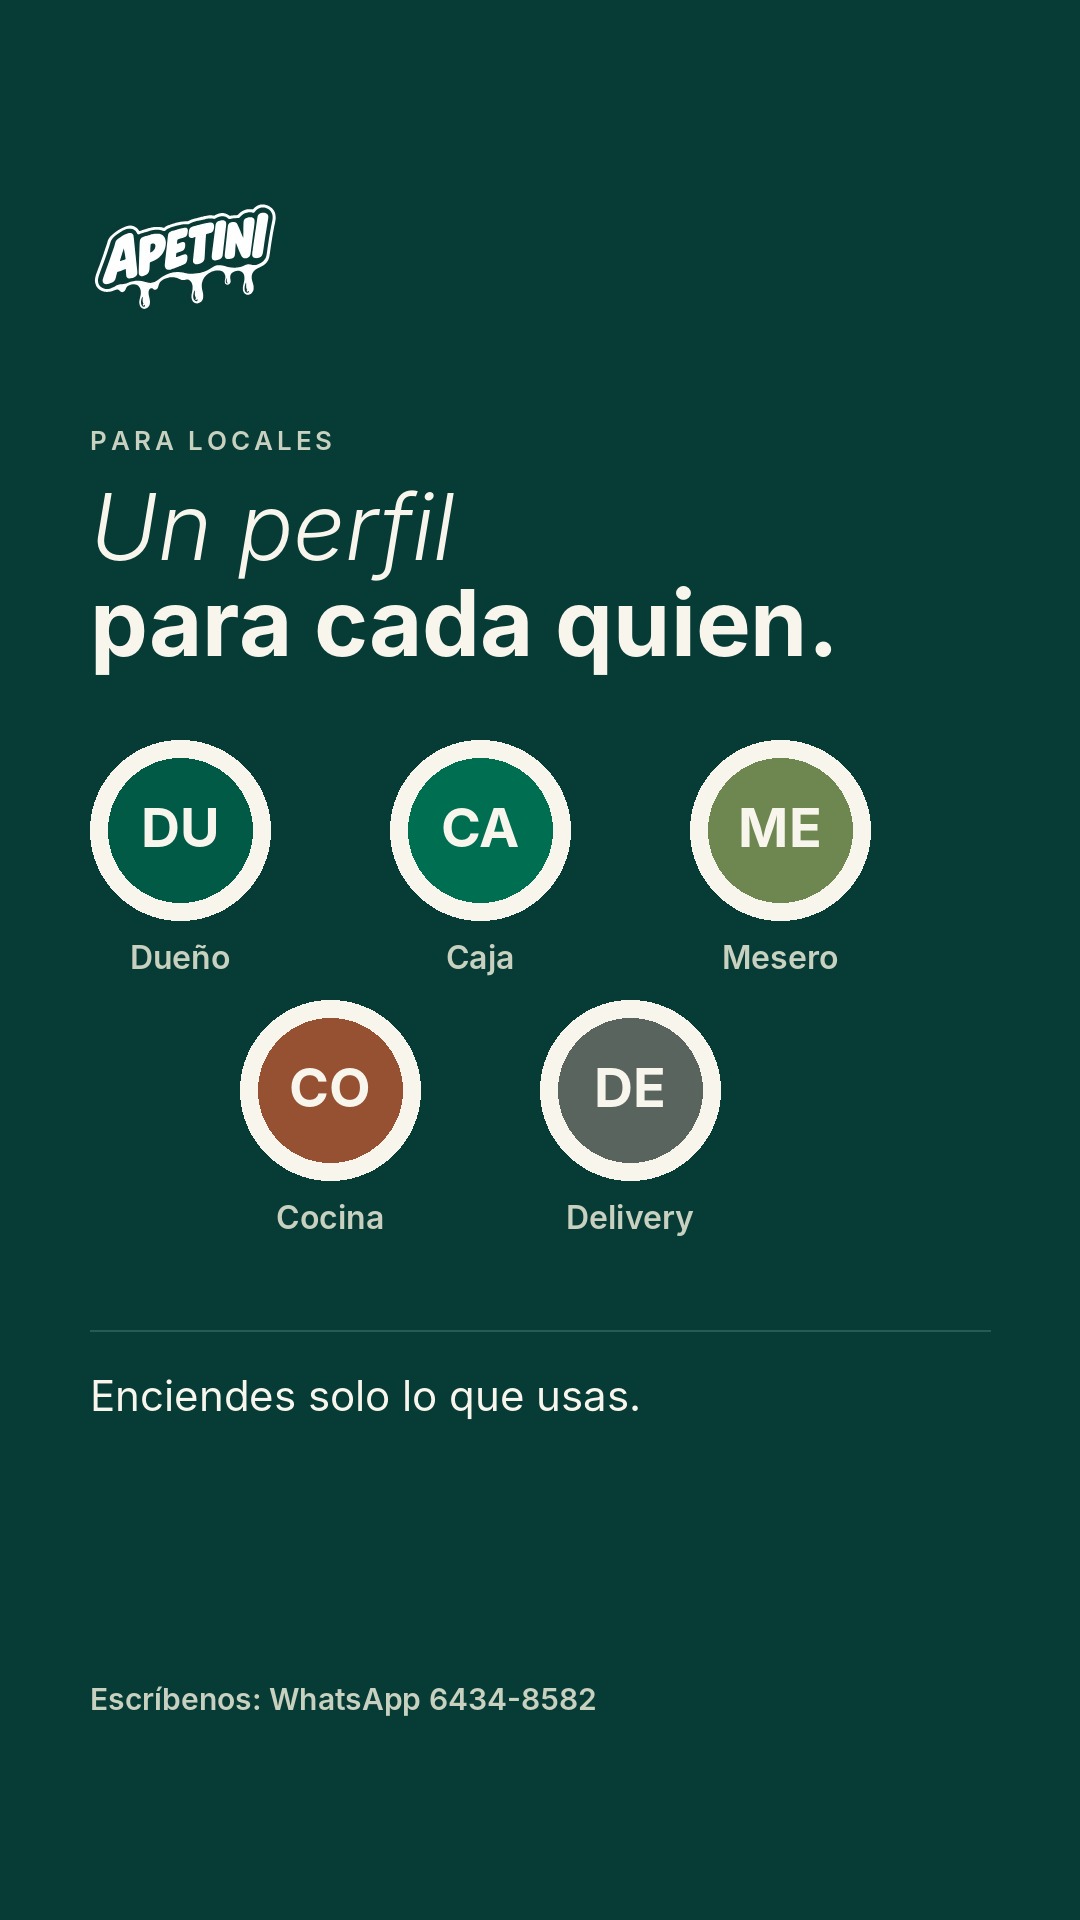 APETINI
PARA LOCALES
Un perfil
para cada quien.
DU
CA
ME
Dueño
Caja
Mesero
CO
DE
Cocina
Delivery
Enciendes solo lo que usas.
Escríbenos: WhatsApp 6434-8582